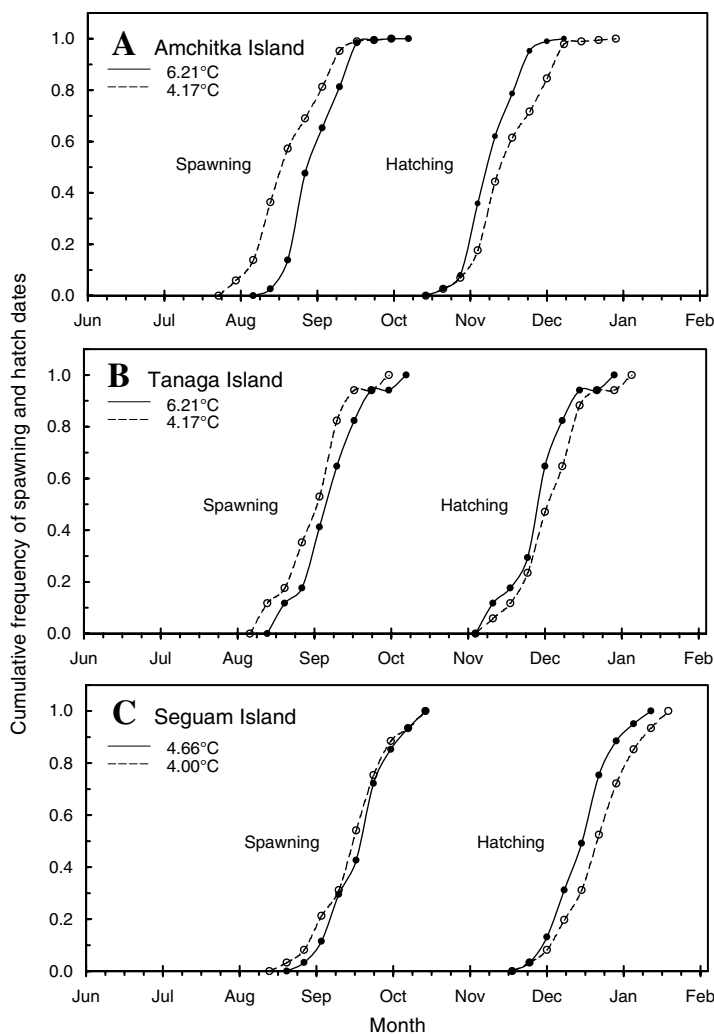 Cumulative frequency of spawning and hatch dates
A Amchitka Island
6.21°C
4.17°C
Spawning
Hatching
1.0
0.8
0.6
0.4
0.2
0.0
Jun Jul Aug Sep Oct Nov Dec Jan Feb
B Tanaga Island
6.21°C
4.17°C
Spawning
Hatching
1.0
0.8
0.6
0.4
0.2
0.0
Jun Jul Aug Sep Oct Nov Dec Jan Feb
C Seguam Island
4.66°C
4.00°C
Spawning
Hatching
1.0
0.8
0.6
0.4
0.2
0.0
Jun Jul Aug Sep Oct Nov Dec Jan Feb
Month